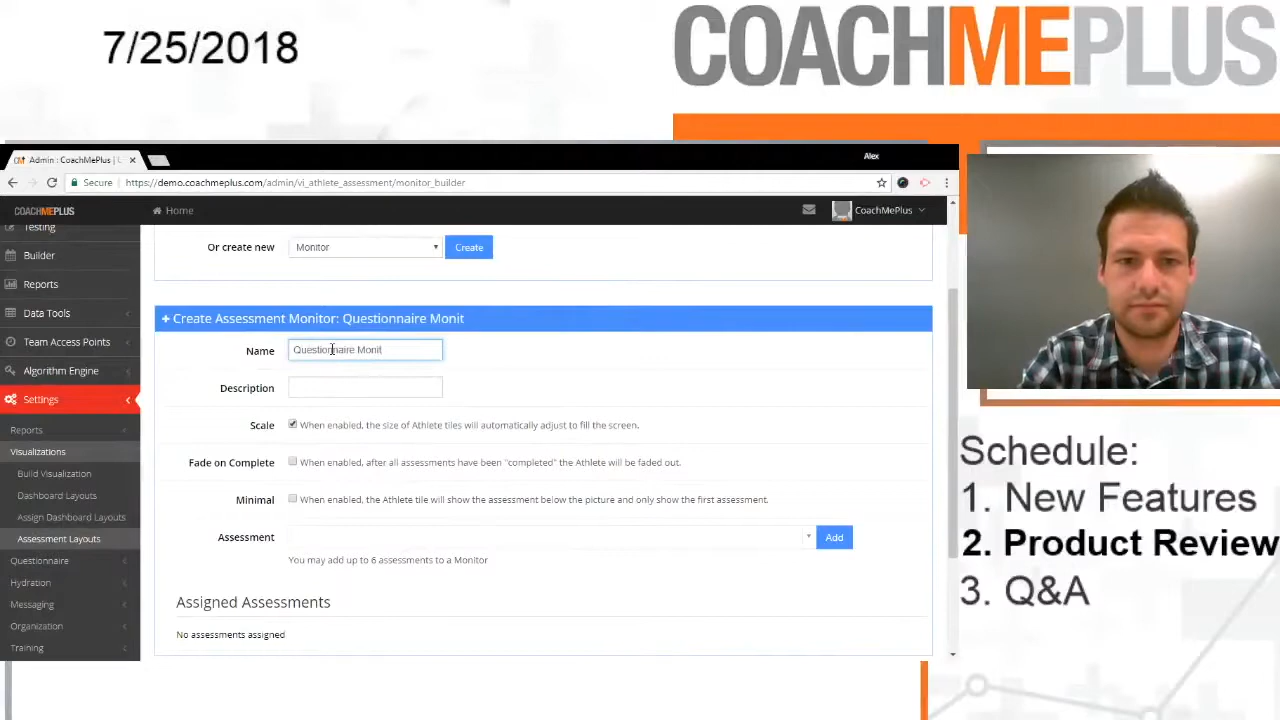 7/25/2018
COACHMEPLUS
Admin : CoachMePlus | L
Alex
Secure
https://demo.coachmeplus.com/admin/vi_athlete_assessment/monitor_builder
COACHMEPLUS
Home
CoachMePlus
Testing
Builder
Reports
Data Tools
Team Access Points
Algorithm Engine
Settings
Reports
Visualizations
Build Visualization
Dashboard Layouts
Assign Dashboard Layouts
Assessment Layouts
Questionnaire
Hydration
Messaging
Organization
Training
Or create new
Monitor
Create
+ Create Assessment Monitor: Questionnaire Monit
Name
Questionnaire Monit
Description
Scale
When enabled, the size of Athlete tiles will automatically adjust to fill the screen.
Fade on Complete
When enabled, after all assessments have been "completed" the Athlete will be faded out.
Minimal
When enabled, the Athlete tile will show the assessment below the picture and only show the first assessment.
Assessment
Add
You may add up to 6 assessments to a Monitor
Assigned Assessments
No assessments assigned
Schedule:
1. New Features
2. Product Review
3. Q&A